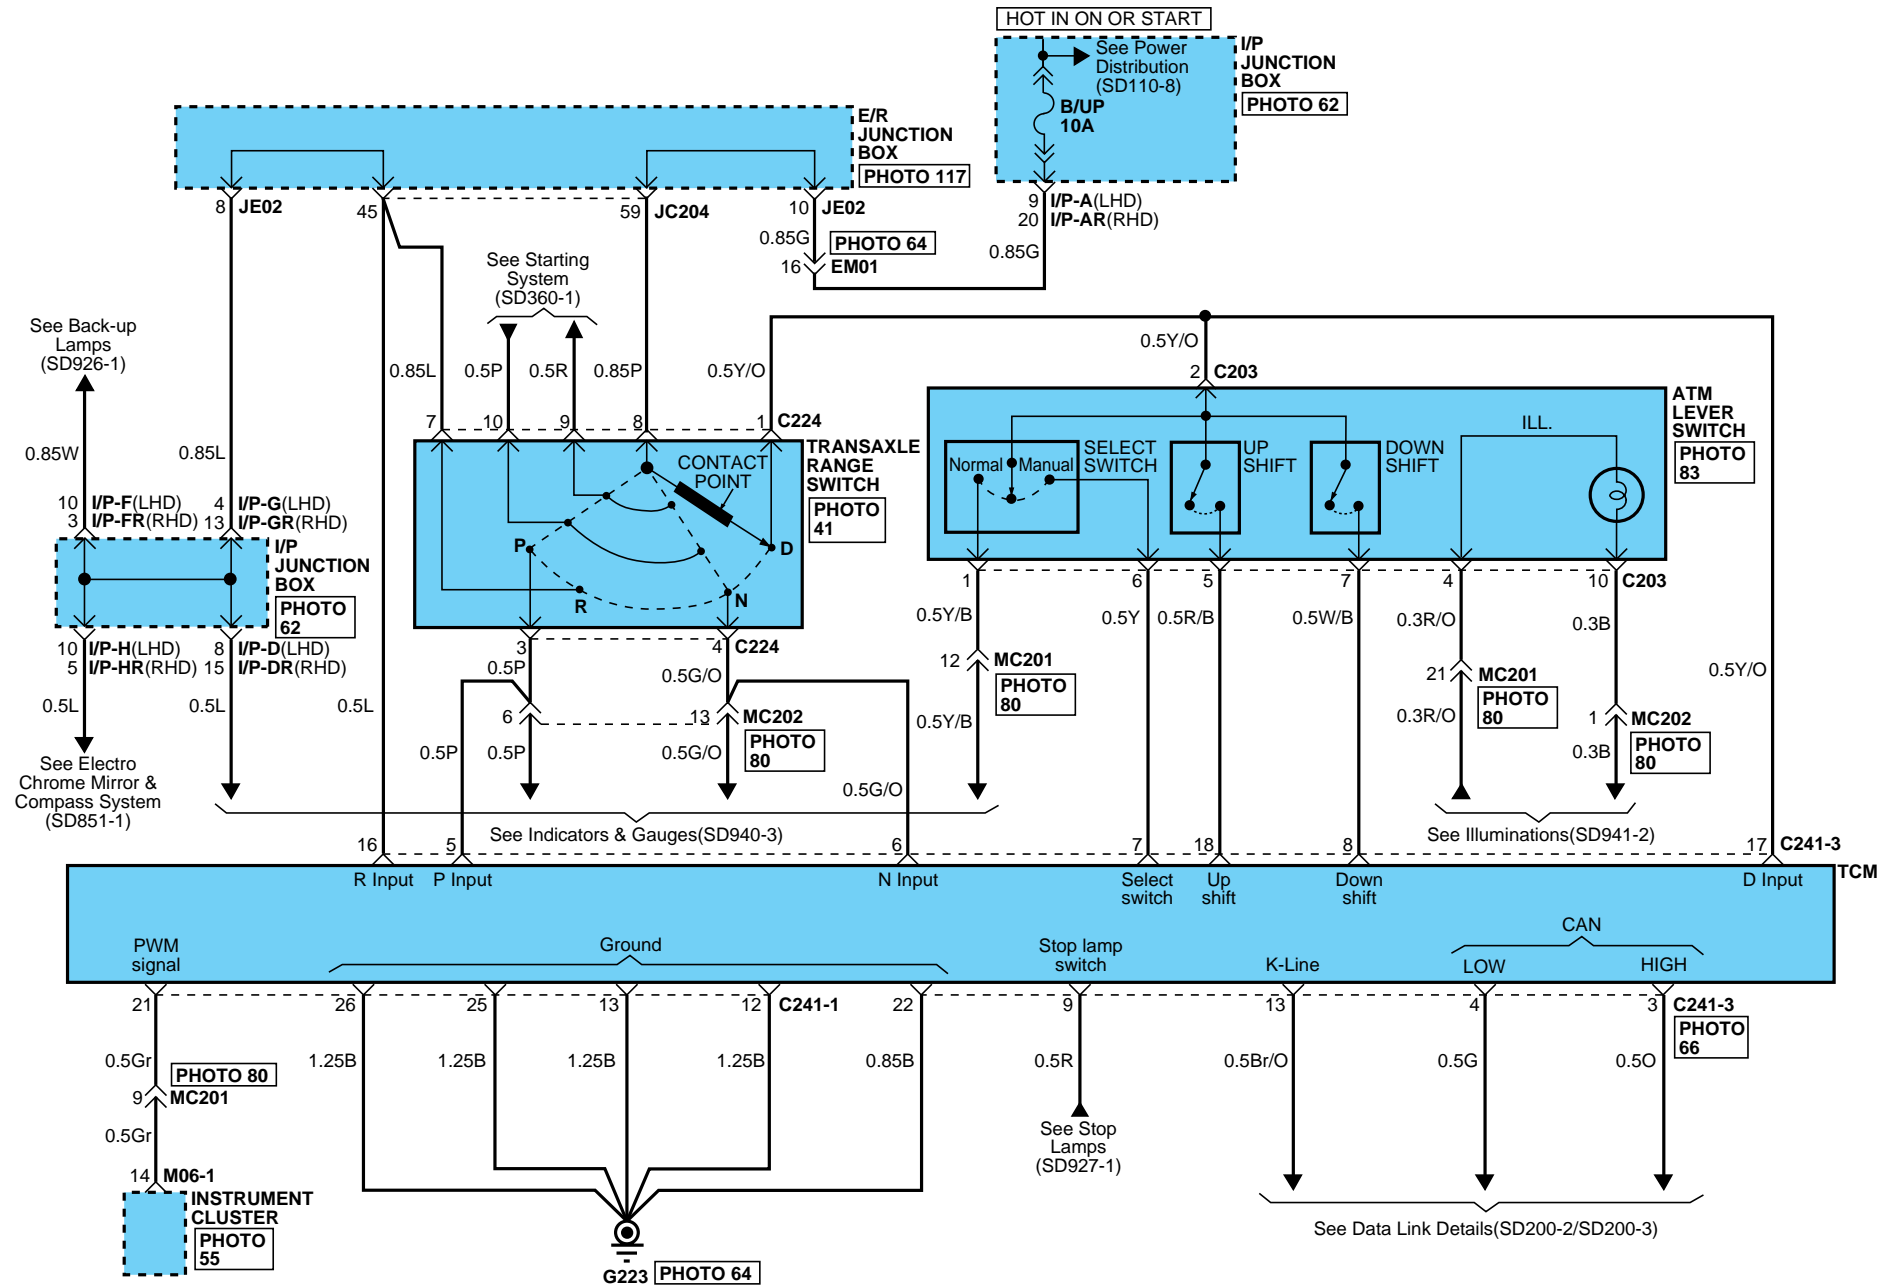 HOT IN ON OR START
See Power
Distribution
(SD110-8)
B/UP
10A
I/P
JUNCTION
BOX
PHOTO 62
E/R
JUNCTION
BOX
PHOTO 117
8 JE02
45
59 JC204
10 JE02
9 I/P-A(LHD)
20 I/P-AR(RHD)
0.85G
PHOTO 64
0.85G
16 EM01
See Starting
System
(SD360-1)
See Back-up
Lamps
(SD926-1)
0.85L
0.5P
0.5R
0.85P
0.5Y/O
0.5Y/O
2 C203
7
10
9
8
1 C224
TRANSAXLE
RANGE
SWITCH
PHOTO
41
CONTACT
POINT
P
R
N
D
ATM
LEVER
SWITCH
PHOTO
83
ILL.
Normal
Manual
SELECT
SWITCH
UP
SHIFT
DOWN
SHIFT
0.85W
0.85L
10 I/P-F(LHD)
3 I/P-FR(RHD)
4 I/P-G(LHD)
13 I/P-GR(RHD)
I/P
JUNCTION
BOX
PHOTO
62
10 I/P-H(LHD)
5 I/P-HR(RHD)
8 I/P-D(LHD)
15 I/P-DR(RHD)
0.5L
0.5L
0.5L
See Electro
Chrome Mirror &
Compass System
(SD851-1)
3
4 C224
0.5P
0.5G/O
6
13 MC202
PHOTO
80
0.5P
0.5P
0.5G/O
0.5G/O
1
6
5
7
4
10 C203
0.5Y/B
0.5Y
0.5R/B
0.5W/B
0.3R/O
0.3B
12 MC201
PHOTO
80
0.5Y/B
21 MC201
PHOTO
80
0.3R/O
1 MC202
PHOTO
80
0.3B
0.5Y/O
See Indicators & Gauges(SD940-3)
See Illuminations(SD941-2)
16
5
6
7
18
8
17 C241-3
TCM
R Input
P Input
N Input
Select
switch
Up
shift
Down
shift
D Input
PWM
signal
Ground
Stop lamp
switch
K-Line
CAN
LOW
HIGH
21
26
25
13
12 C241-1
22
9
13
4
3 C241-3
PHOTO
66
0.5Gr
1.25B
1.25B
1.25B
1.25B
0.85B
0.5R
0.5Br/O
0.5G
0.5O
PHOTO 80
9 MC201
0.5Gr
14 M06-1
INSTRUMENT
CLUSTER
PHOTO
55
See Stop
Lamps
(SD927-1)
See Data Link Details(SD200-2/SD200-3)
G223 PHOTO 64